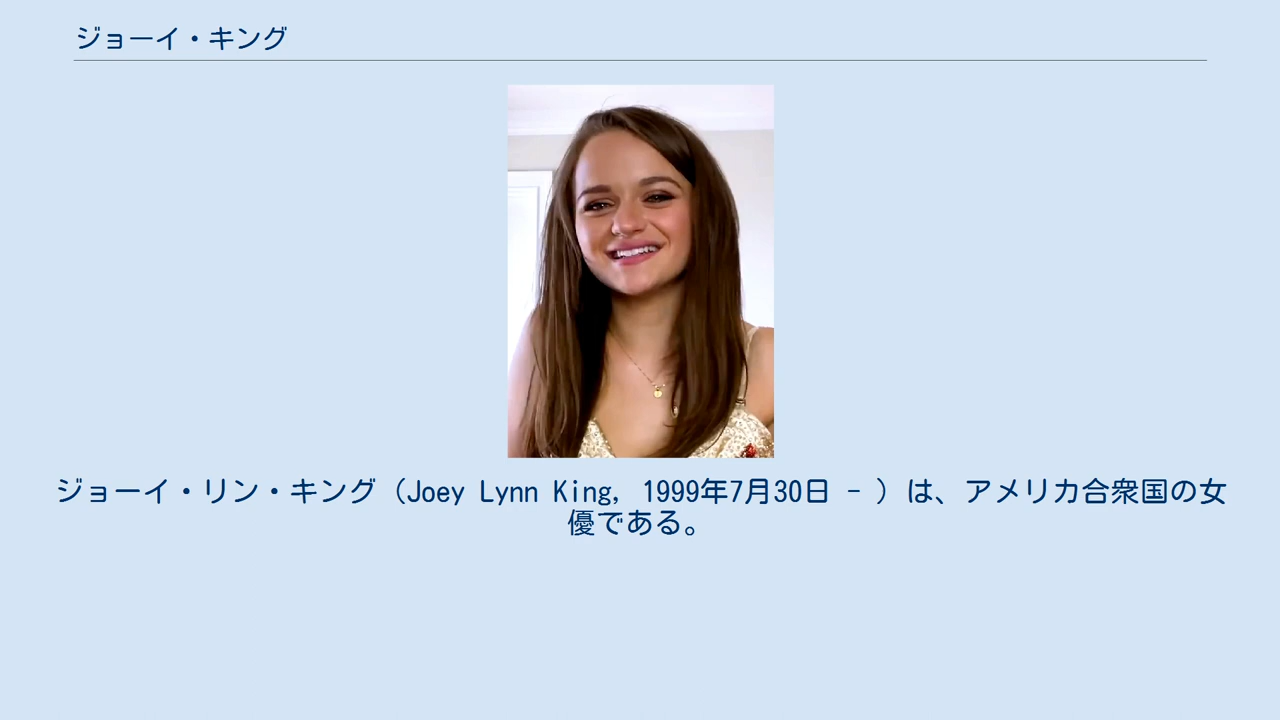 ジョーイ・キング
ジョーイ・リン・キング（Joey Lynn King, 1999年7月30日 - ）は、アメリカ合衆国の女
優である。